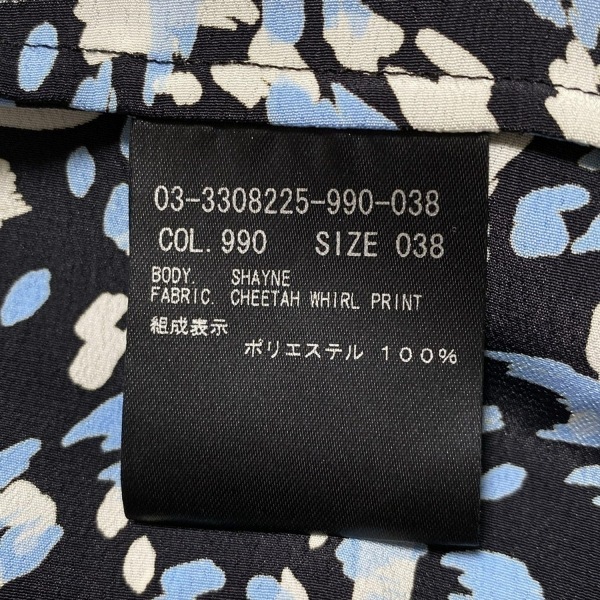 03-3308225-990-038
COL. 990 SIZE 038
BODY. SHAYNE
FABRIC. CHEETAH WHIRL PRINT
組成表示
ポリエステル 100%